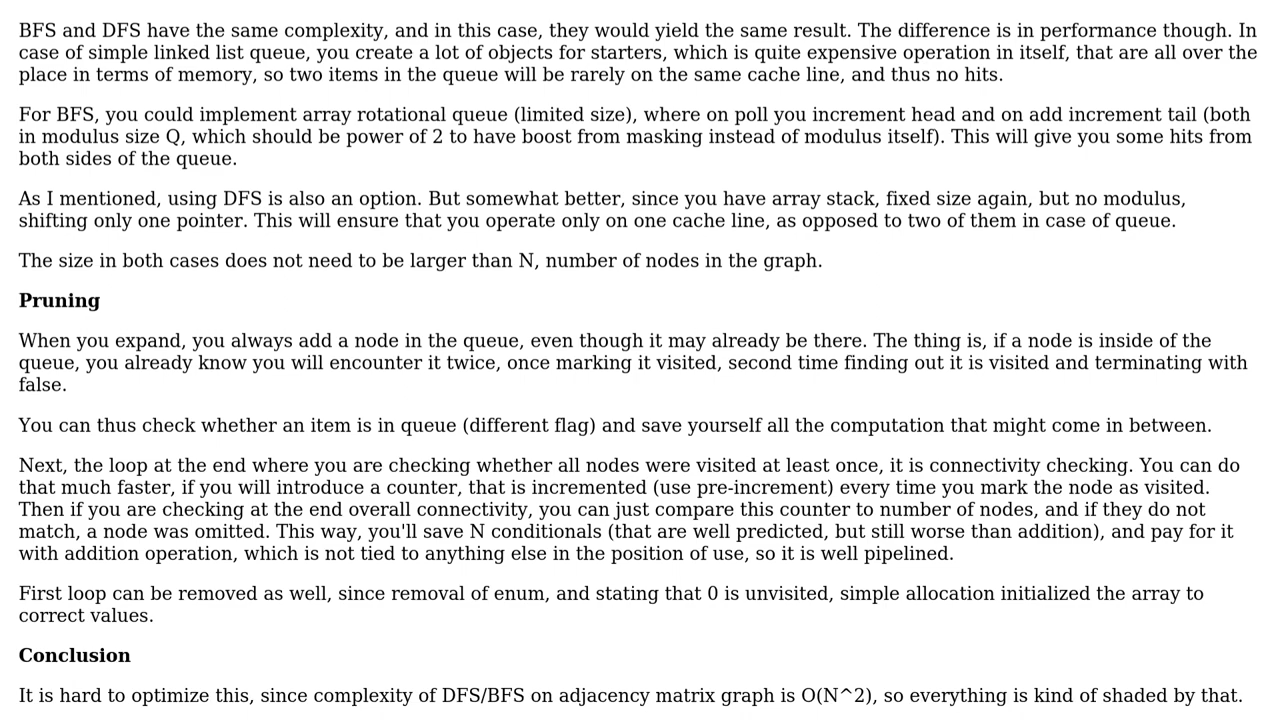 BFS and DFS have the same complexity, and in this case, they would yield the same result. The difference is in performance though. In
case of simple linked list queue, you create a lot of objects for starters, which is quite expensive operation in itself, that are all over the
place in terms of memory, so two items in the queue will be rarely on the same cache line, and thus no hits.
For BFS, you could implement array rotational queue (limited size), where on poll you increment head and on add increment tail (both
in modulus size Q, which should be power of 2 to have boost from masking instead of modulus itself). This will give you some hits from
both sides of the queue.
As I mentioned, using DFS is also an option. But somewhat better, since you have array stack, fixed size again, but no modulus,
shifting only one pointer. This will ensure that you operate only on one cache line, as opposed to two of them in case of queue.
The size in both cases does not need to be larger than N, number of nodes in the graph.
Pruning
When you expand, you always add a node in the queue, even though it may already be there. The thing is, if a node is inside of the
queue, you already know you will encounter it twice, once marking it visited, second time finding out it is visited and terminating with
false.
You can thus check whether an item is in queue (different flag) and save yourself all the computation that might come in between.
Next, the loop at the end where you are checking whether all nodes were visited at least once, it is connectivity checking. You can do
that much faster, if you will introduce a counter, that is incremented (use pre-increment) every time you mark the node as visited.
Then if you are checking at the end overall connectivity, you can just compare this counter to number of nodes, and if they do not
match, a node was omitted. This way, you'll save N conditionals (that are well predicted, but still worse than addition), and pay for it
with addition operation, which is not tied to anything else in the position of use, so it is well pipelined.
First loop can be removed as well, since removal of enum, and stating that 0 is unvisited, simple allocation initialized the array to
correct values.
Conclusion
It is hard to optimize this, since complexity of DFS/BFS on adjacency matrix graph is O(N^2), so everything is kind of shaded by that.